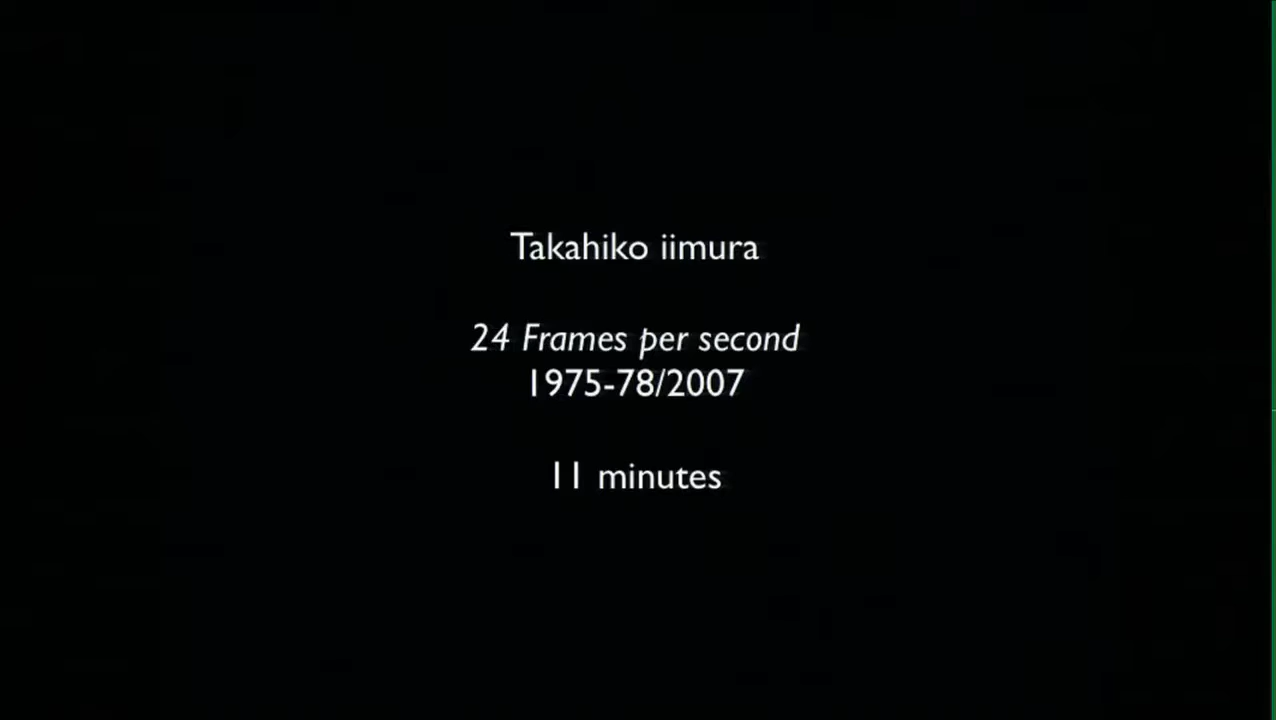 Takahiko iimura
24 Frames per second
1975-78/2007
11 minutes